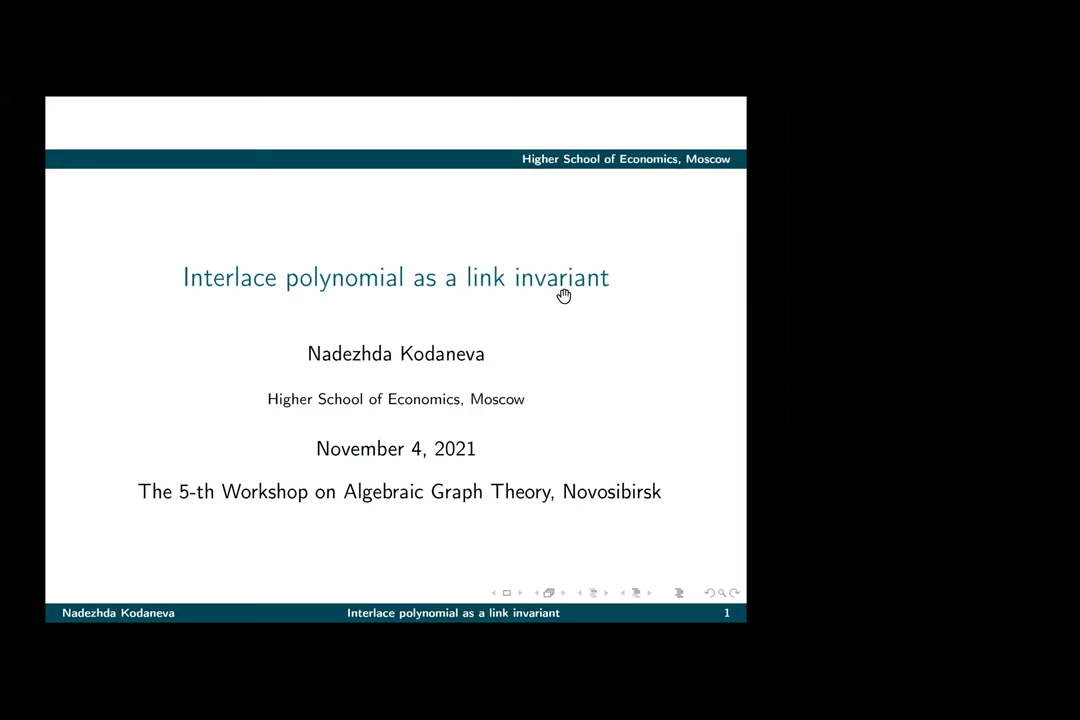 Higher School of Economics, Moscow
Interlace polynomial as a link invariant
Nadezhda Kodaneva
Higher School of Economics, Moscow
November 4, 2021
The 5-th Workshop on Algebraic Graph Theory, Novosibirsk
Nadezhda Kodaneva Interlace polynomial as a link invariant 1